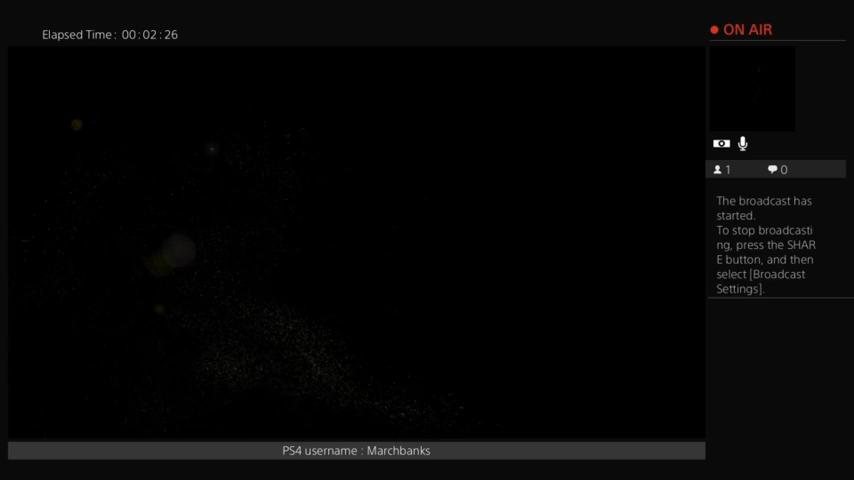 Elapsed Time: 00:02:26
ON AIR
1 0
The broadcast has
started.
To stop broadcasti
ng, press the SHAR
E button, and then
select [Broadcast
Settings].
PS4 username : Marchbanks